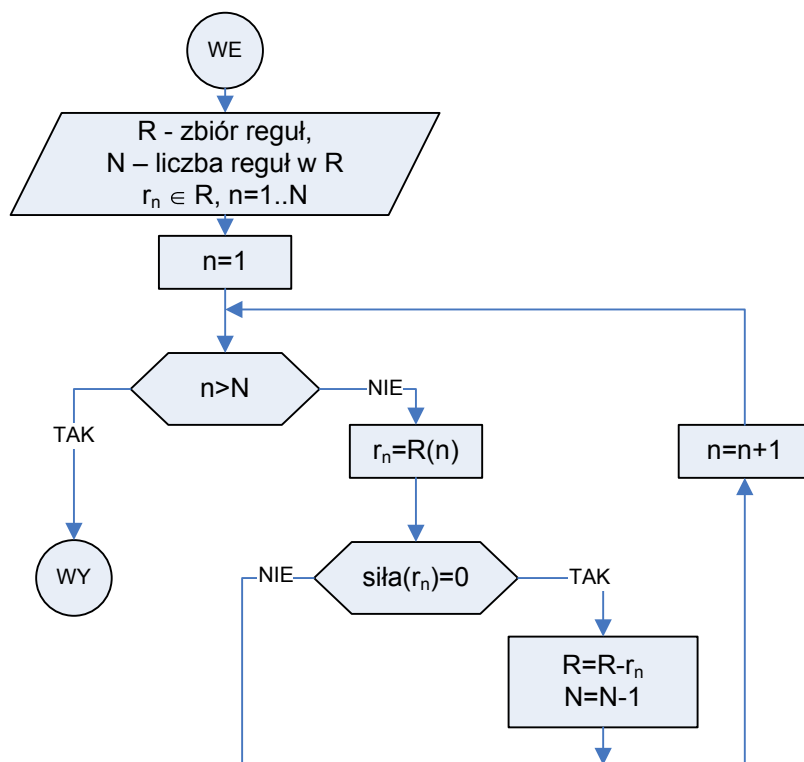 WE
R - zbiór reguł,
N – liczba reguł w R
rₙ ∈ R, n=1..N
n=1
n>N
NIE
TAK
rₙ=R(n)
n=n+1
WY
NIE
siła(rₙ)=0
TAK
R=R-rₙ
N=N-1